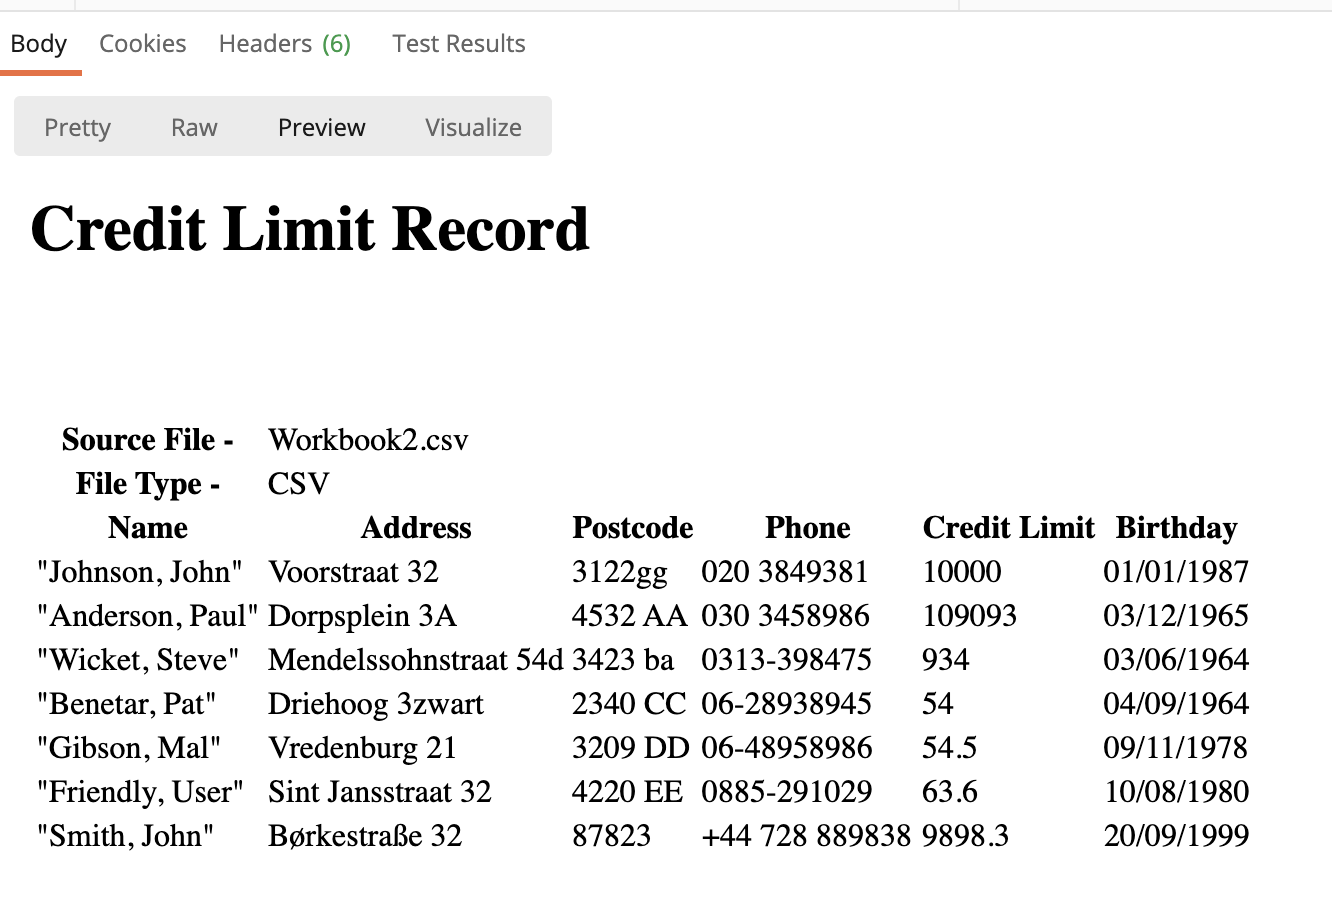 Body Cookies Headers (6) Test Results
Pretty Raw Preview Visualize
Credit Limit Record
Source File - Workbook2.csv
File Type - CSV
Name Address Postcode Phone Credit Limit Birthday
"Johnson, John" Voorstraat 32 3122gg 020 3849381 10000 01/01/1987
"Anderson, Paul" Dorpsplein 3A 4532 AA 030 3458986 109093 03/12/1965
"Wicket, Steve" Mendelssohnstraat 54d 3423 ba 0313-398475 934 03/06/1964
"Benetar, Pat" Driehoog 3zwart 2340 CC 06-28938945 54 04/09/1964
"Gibson, Mal" Vredenburg 21 3209 DD 06-48958986 54.5 09/11/1978
"Friendly, User" Sint Jansstraat 32 4220 EE 0885-291029 63.6 10/08/1980
"Smith, John" Børkestraße 32 87823 +44 728 889838 9898.3 20/09/1999